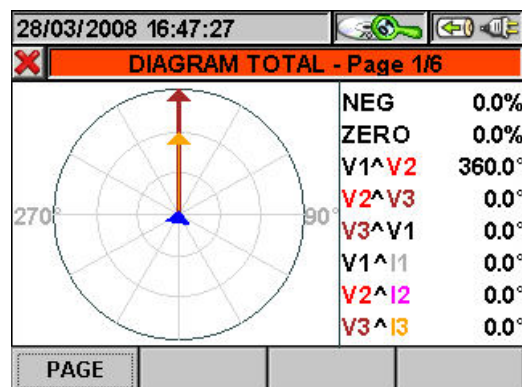 28/03/2008 16:47:27
DIAGRAM TOTAL - Page 1/6
NEG 0.0%
ZERO 0.0%
V1^V2 360.0°
V2^V3 0.0°
V3^V1 0.0°
V1^I1 0.0°
V2^I2 0.0°
V3^I3 0.0°
270° 90°
PAGE